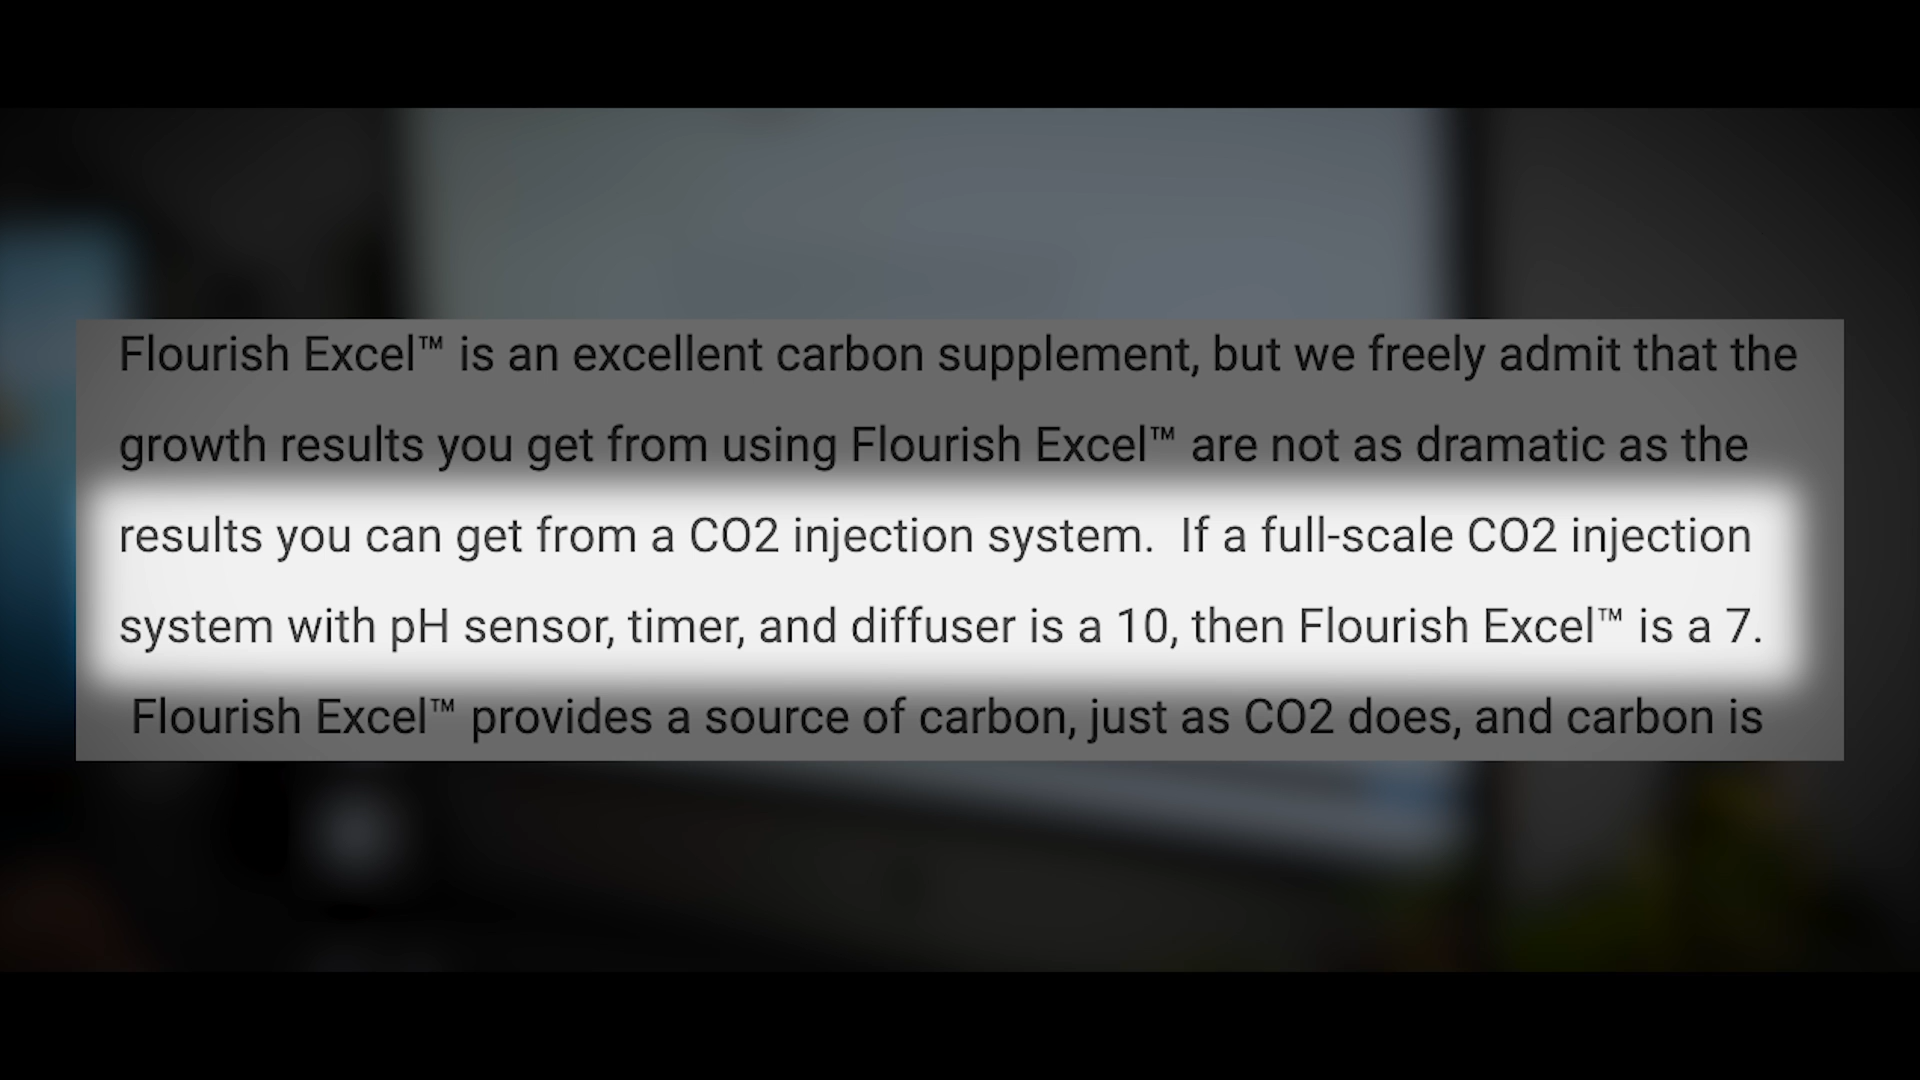 Flourish Excel™ is an excellent carbon supplement, but we freely admit that the
growth results you get from using Flourish Excel™ are not as dramatic as the
results you can get from a CO2 injection system.  If a full-scale CO2 injection
system with pH sensor, timer, and diffuser is a 10, then Flourish Excel™ is a 7.
Flourish Excel™ provides a source of carbon, just as CO2 does, and carbon is